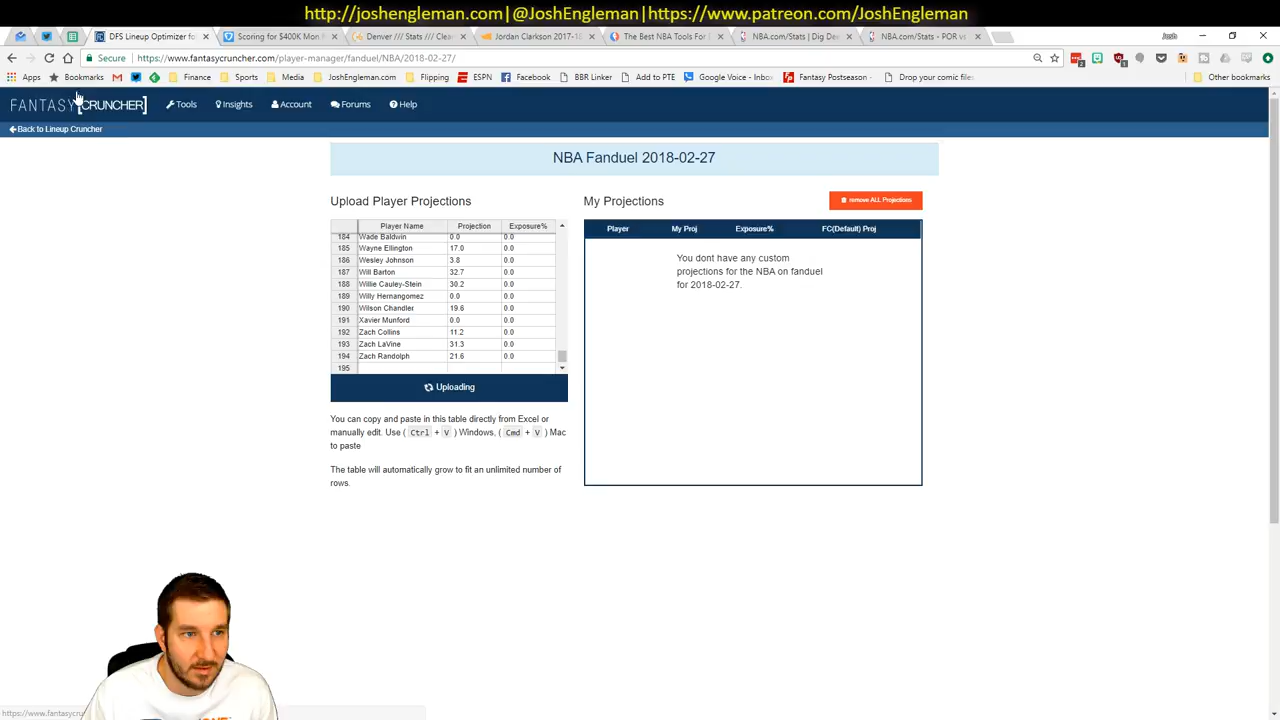 http://joshengleman.com|@JoshEngleman|https://www.patreon.com/JoshEngleman
DFS Lineup Optimizer for
Scoring for $400K Mon
Denver /// Stats /// Clea
Jordan Clarkson 2017-18
The Best NBA Tools For
NBA.com/Stats | Dig De
NBA.com/Stats - POR vs
Josh
Secure
https://www.fantasycruncher.com/player-manager/fanduel/NBA/2018-02-27/
Apps
Bookmarks
Finance
Sports
Media
JoshEngleman.com
Flipping
ESPN
Facebook
BBR Linker
Add to PTE
Google Voice - Inbox
Fantasy Postseason -
Drop your comic files
Other bookmarks
FANTASY[CRUNCHER]
Tools
Insights
Account
Forums
Help
Back to Lineup Cruncher
NBA Fanduel 2018-02-27
Upload Player Projections
Player Name Projection Exposure%
184 Wade Baldwin 0.0 0.0
185 Wayne Ellington 17.0 0.0
186 Wesley Johnson 3.8 0.0
187 Will Barton 32.7 0.0
188 Willie Cauley-Stein 30.2 0.0
189 Willy Hernangomez 0.0 0.0
190 Wilson Chandler 19.6 0.0
191 Xavier Munford 0.0 0.0
192 Zach Collins 11.2 0.0
193 Zach LaVine 31.3 0.0
194 Zach Randolph 21.6 0.0
195
Uploading
You can copy and paste in this table directly from Excel or
manually edit. Use ( Ctrl + V ) Windows, ( Cmd + V ) Mac
to paste
The table will automatically grow to fit an unlimited number of
rows.
My Projections
remove ALL Projections
Player My Proj Exposure% FC(Default) Proj
You dont have any custom
projections for the NBA on fanduel
for 2018-02-27.
https://www.fantasycrunch